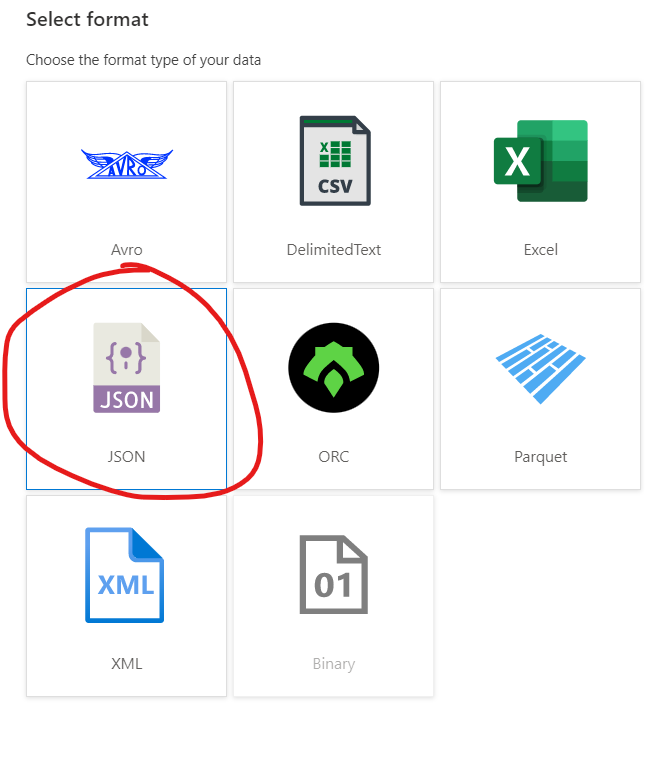 Select format
Choose the format type of your data
AVRO
X
CSV
X
Avro
DelimitedText
Excel
{ }
JSON
JSON
ORC
Parquet
XML
01
XML
Binary